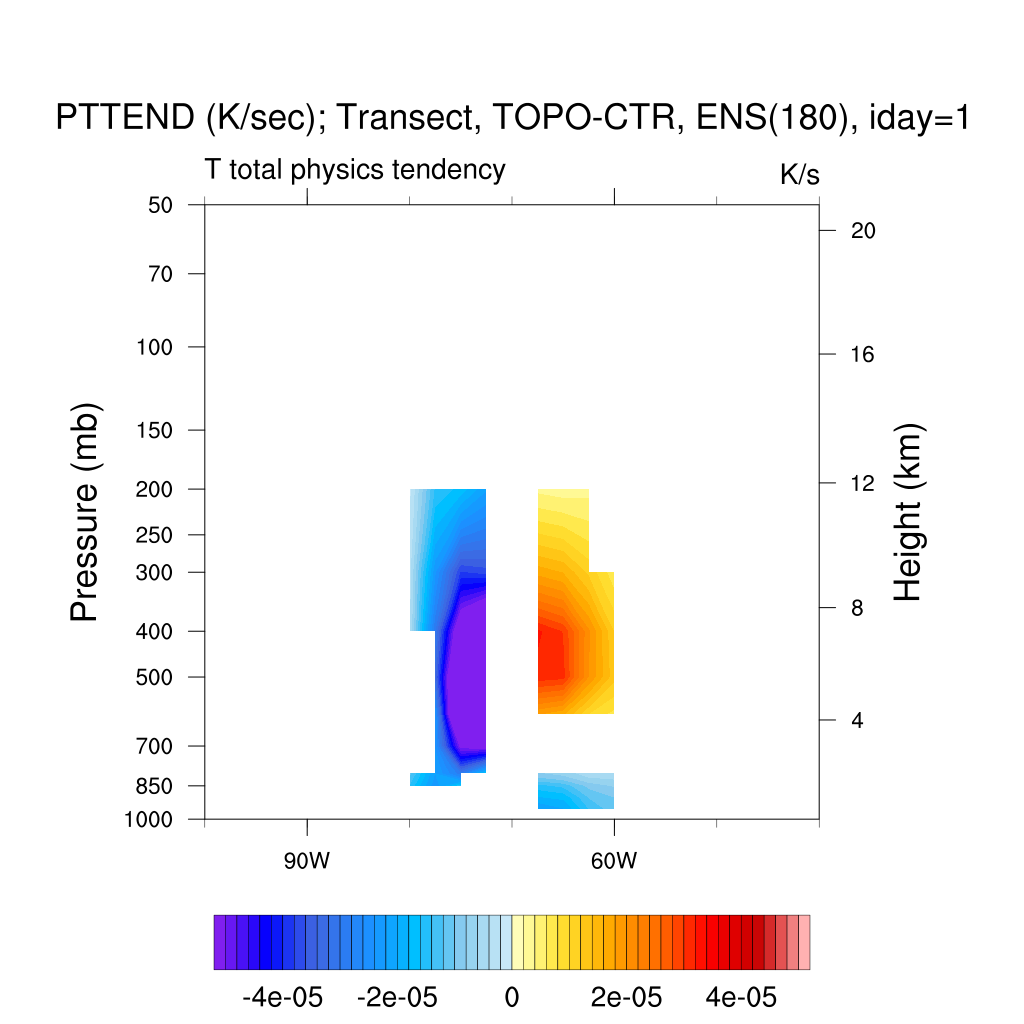 PTTEND (K/sec); Transect, TOPO-CTR, ENS(180), iday=1
T total physics tendency
K/s
50
70
100
150
200
250
300
400
500
700
850
1000
Pressure (mb)
20
16
12
8
4
Height (km)
90W
60W
-4e-05
-2e-05
0
2e-05
4e-05